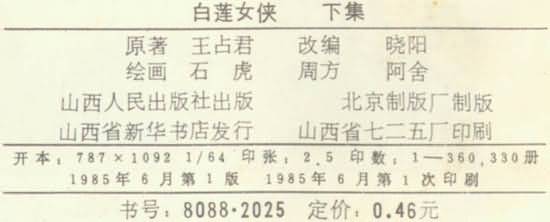 白莲女侠 下集
原著 王占君 改编 晓阳
绘画 石虎 周方 阿舍
山西人民出版社出版 北京制版厂制版
山西省新华书店发行 山西省七二五厂印刷
开本：787×1092 1/64 印张：2.5 印数：1—360,330册
1985年6月第1版 1985年6月第1次印刷
书号：8088·2025 定价：0.46元